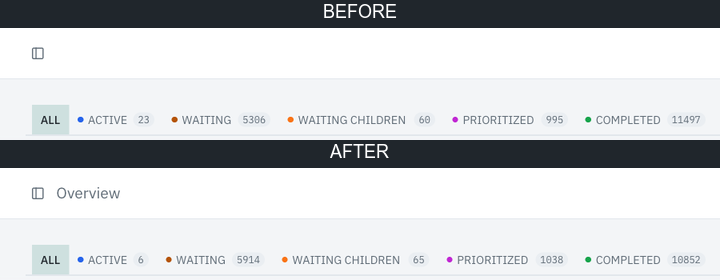 BEFORE
ALL ACTIVE 23 WAITING 5306 WAITING CHILDREN 60 PRIORITIZED 995 COMPLETED 11497
AFTER
Overview
ALL ACTIVE 6 WAITING 5914 WAITING CHILDREN 65 PRIORITIZED 1038 COMPLETED 10852